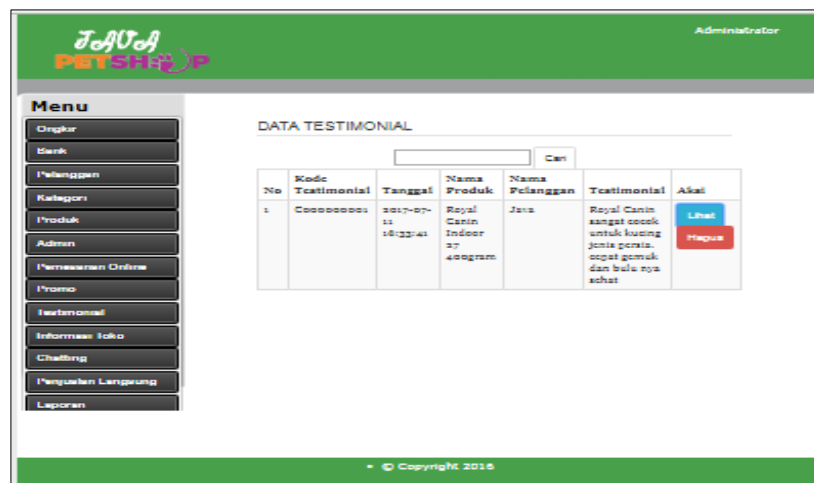 JAVA
PETSHOP
Administrator
Menu
Ongkir
Bank
Pelanggan
Kategori
Produk
Admin
Pemesanan Online
Promo
Testimonial
Informasi Toko
Chatting
Penjualan Langsung
Laporan
DATA TESTIMONIAL
Cari
No Kode Testimonial Tanggal Nama Produk Nama Pelanggan Testimonial Aksi
1 C000000001 2017-07-11 18:33:41 Royal Canin Indoor 27 400gram Java Royal Canin sangat cocok untuk kucing jenis persia. cepat gemuk dan bulu nya sehat Lihat
Hapus
© Copyright 2016